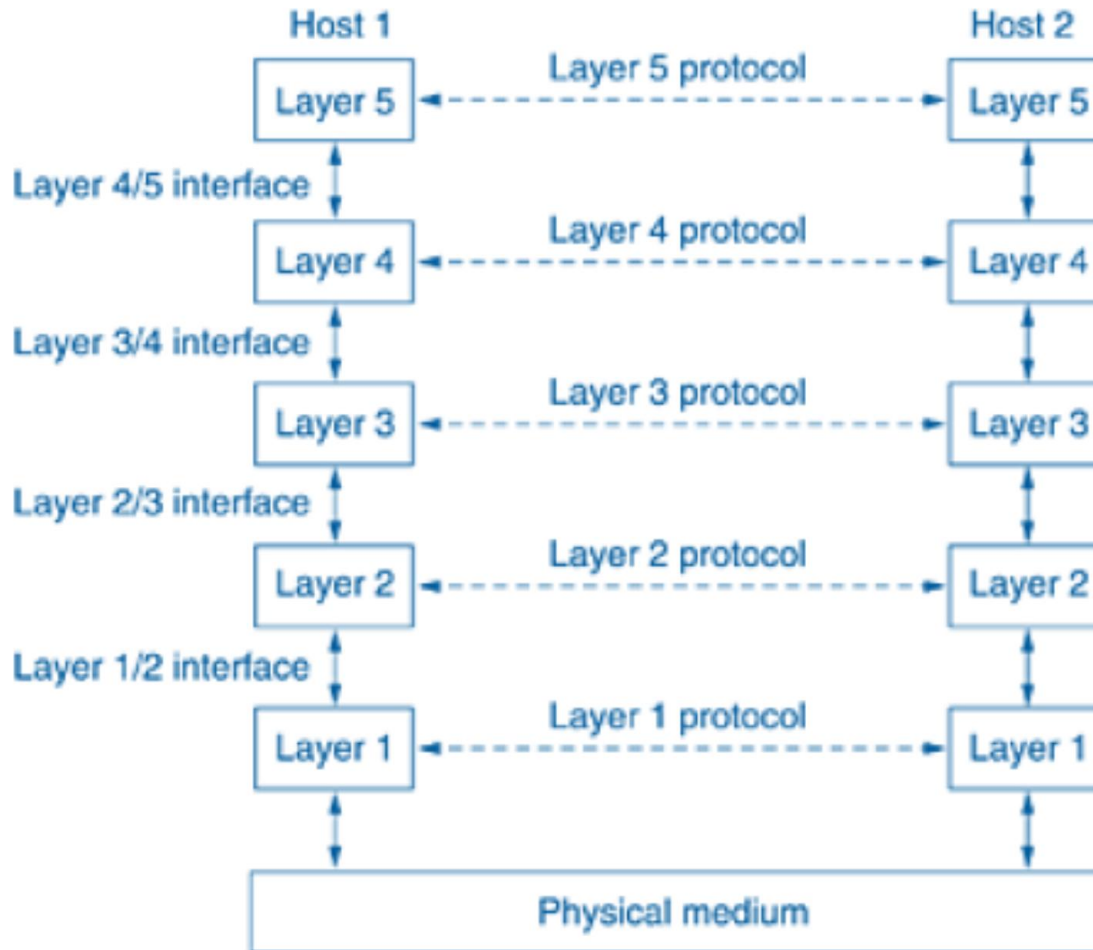 Host 1
Host 2
Layer 5 protocol
Layer 5
Layer 5
Layer 4/5 interface
Layer 4 protocol
Layer 4
Layer 4
Layer 3/4 interface
Layer 3 protocol
Layer 3
Layer 3
Layer 2/3 interface
Layer 2 protocol
Layer 2
Layer 2
Layer 1/2 interface
Layer 1 protocol
Layer 1
Layer 1
Physical medium